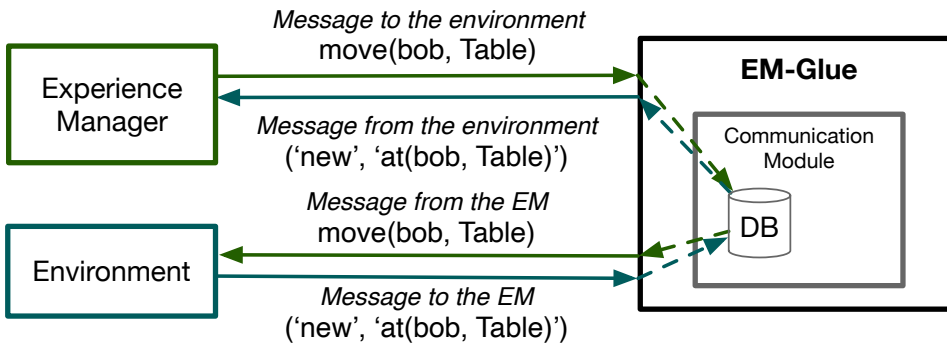 Message to the environment
move(bob, Table)
EM-Glue
Experience
Manager
Message from the environment
(‘new’, ‘at(bob, Table)’)
Communication
Module
Message from the EM
move(bob, Table)
DB
Environment
Message to the EM
(‘new’, ‘at(bob, Table)’)